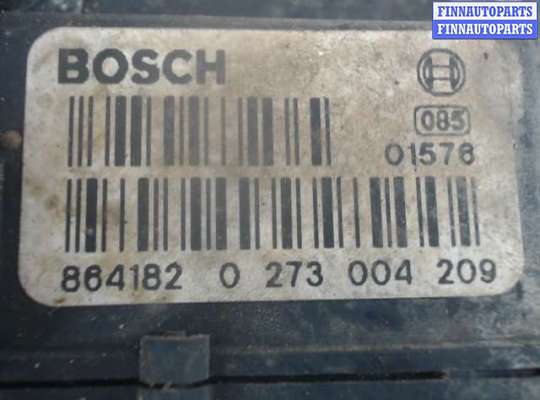 FINNAUTOPARTS
FINNAUTOPARTS
BOSCH
085
01576
864182 0 273 004 209